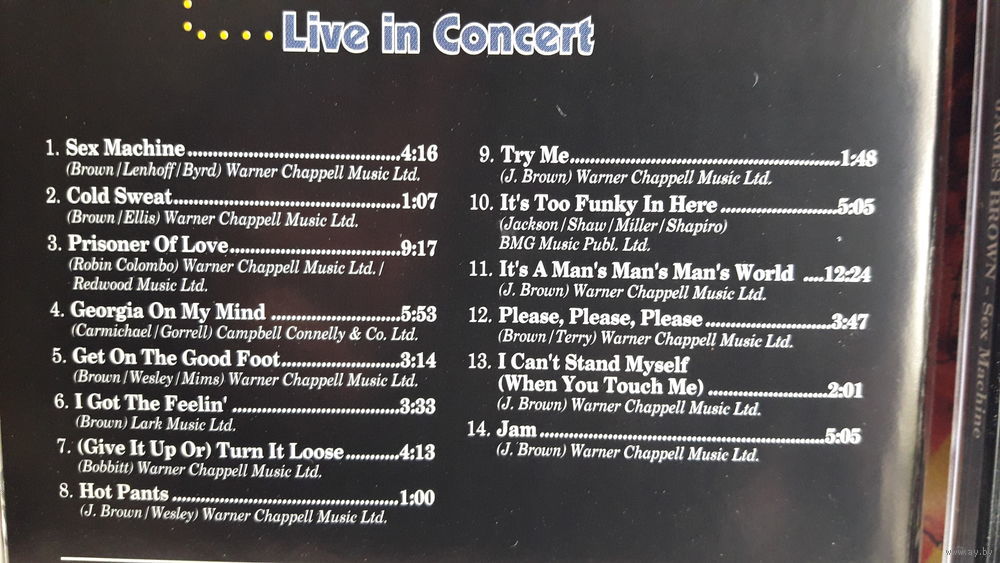 Live in Concert
1. Sex Machine........................................4:16
(Brown/Lenhoff/Byrd) Warner Chappell Music Ltd.
2. Cold Sweat..........................................1:07
(Brown/Ellis) Warner Chappell Music Ltd.
3. Prisoner Of Love................................9:17
(Robin Colombo) Warner Chappell Music Ltd./
Redwood Music Ltd.
4. Georgia On My Mind ........................5:53
(Carmichael/Gorrell) Campbell Connelly & Co. Ltd.
5. Get On The Good Foot......................3:14
(Brown/Wesley/Mims) Warner Chappell Music Ltd.
6. I Got The Feelin' ...............................3:33
(Brown) Lark Music Ltd.
7. (Give It Up Or) Turn It Loose..........4:13
(Bobbitt) Warner Chappell Music Ltd.
8. Hot Pants ..........................................1:00
(J. Brown/Wesley) Warner Chappell Music Ltd.
9. Try Me..................................................1:48
(J. Brown) Warner Chappell Music Ltd.
10. It's Too Funky In Here .....................5:05
(Jackson/Shaw/Miller/Shapiro)
BMG Music Publ. Ltd.
11. It's A Man's Man's Man's World ....12:24
(J. Brown) Warner Chappell Music Ltd.
12. Please, Please, Please.......................3:47
(Brown/Terry) Warner Chappell Music Ltd.
13. I Can't Stand Myself
(When You Touch Me) ......................2:01
(J. Brown) Warner Chappell Music Ltd.
14. Jam.....................................................5:05
(J. Brown) Warner Chappell Music Ltd.
JAMES BROWN – Sex Machine
www.ay.by